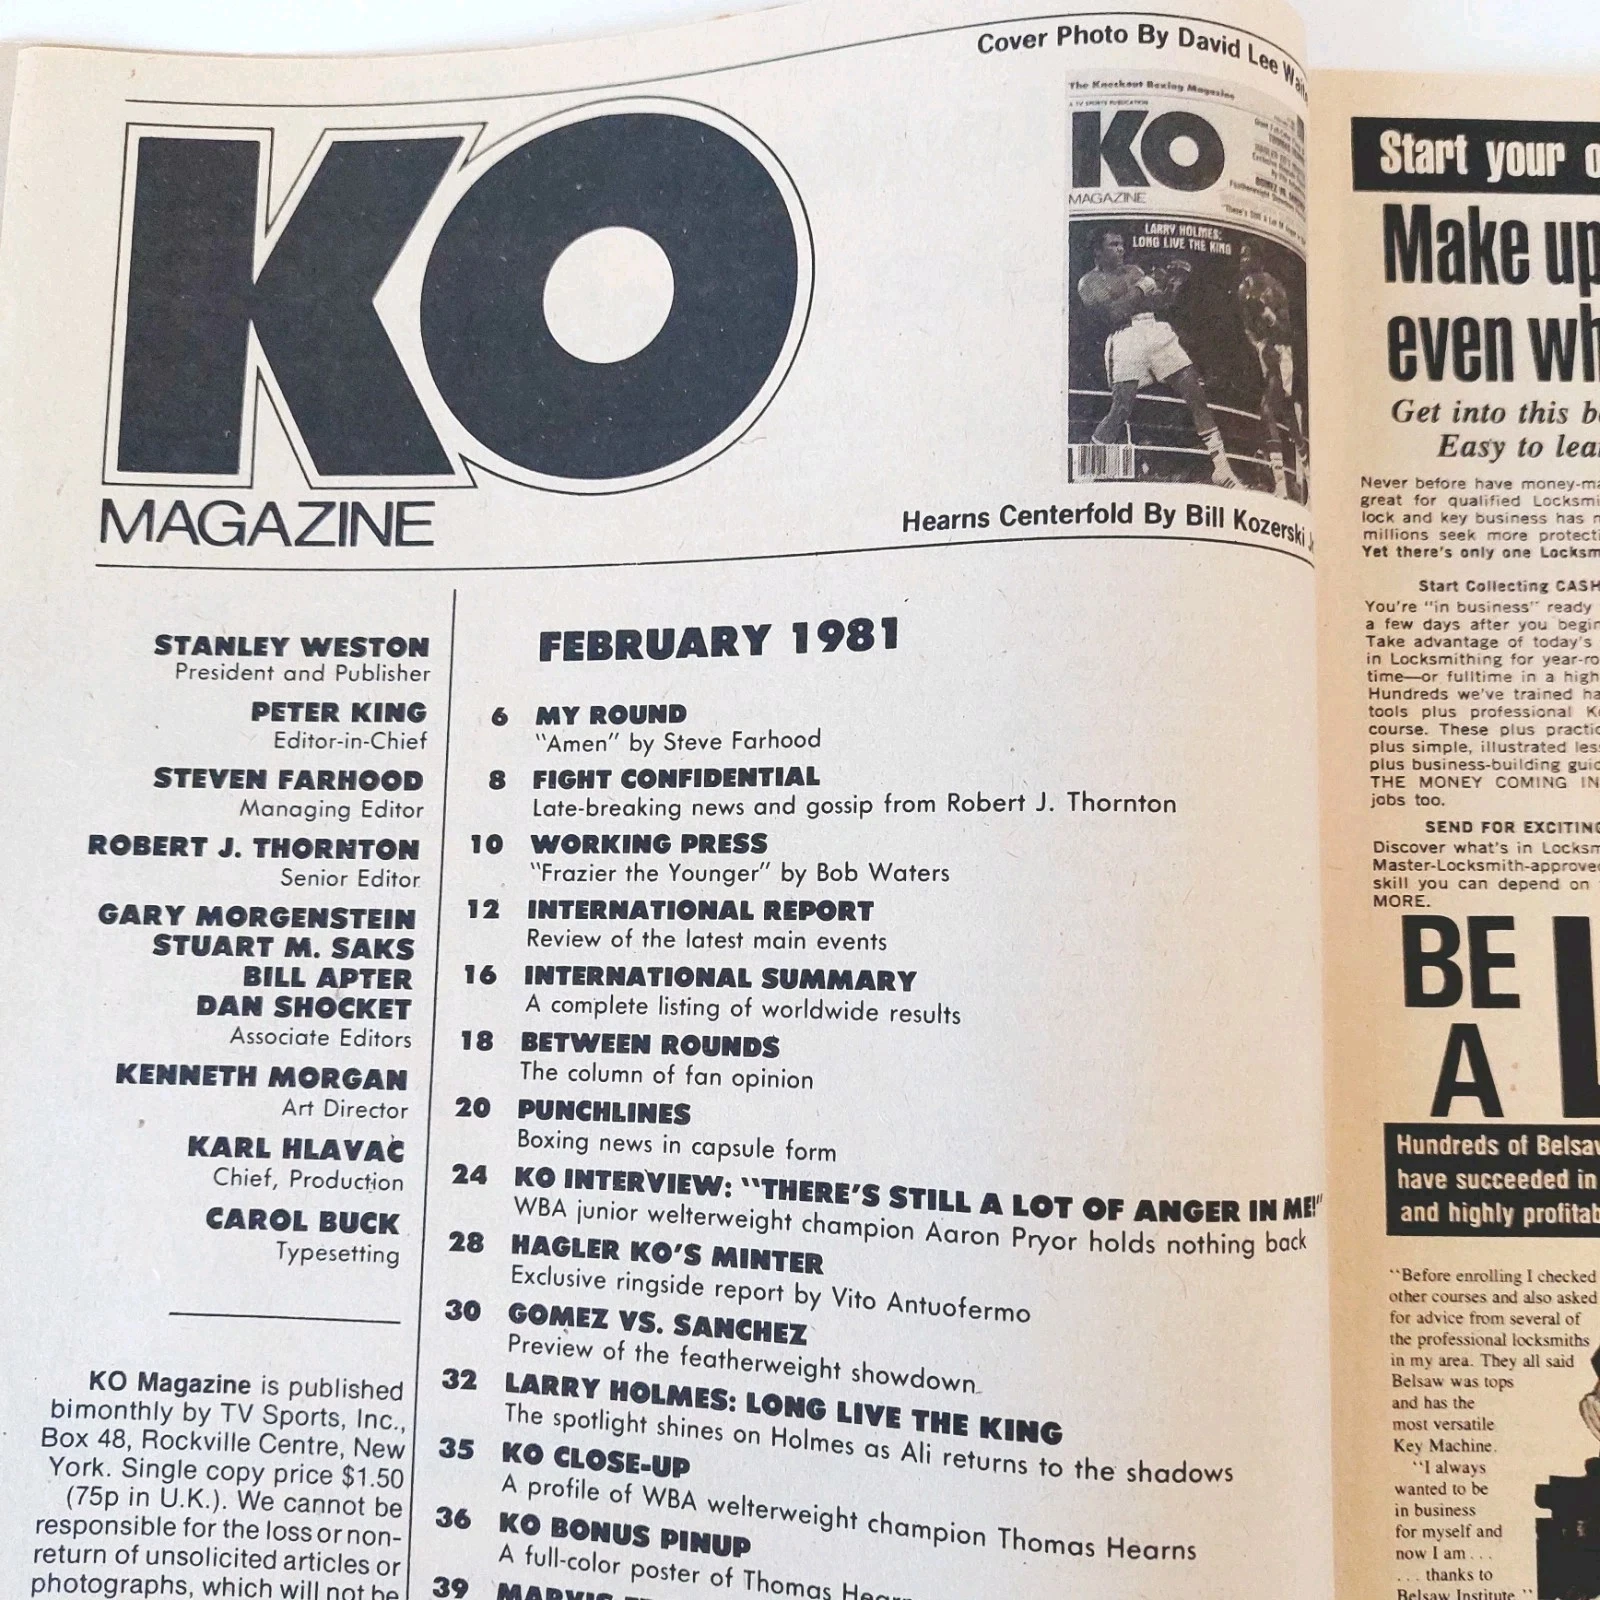 Cover Photo By David Lee
The Knockout Boxing Magazine
A TV SPORTS PUBLICATION
KO
MAGAZINE
LARRY HOLMES:
LONG LIVE THE KING
KO
MAGAZINE
Hearns Centerfold By Bill Kozerski
STANLEY WESTON
President and Publisher
PETER KING
Editor-in-Chief
STEVEN FARHOOD
Managing Editor
ROBERT J. THORNTON
Senior Editor
GARY MORGENSTEIN
STUART M. SAKS
BILL APTER
DAN SHOCKET
Associate Editors
KENNETH MORGAN
Art Director
KARL HLAVAC
Chief, Production
CAROL BUCK
Typesetting
KO Magazine is published
bimonthly by TV Sports, Inc.,
Box 48, Rockville Centre, New
York. Single copy price $1.50
(75p in U.K.). We cannot be
responsible for the loss or non-
return of unsolicited articles or
photographs, which will not be
FEBRUARY 1981
6 MY ROUND
"Amen" by Steve Farhood
8 FIGHT CONFIDENTIAL
Late-breaking news and gossip from Robert J. Thornton
10 WORKING PRESS
"Frazier the Younger" by Bob Waters
12 INTERNATIONAL REPORT
Review of the latest main events
16 INTERNATIONAL SUMMARY
A complete listing of worldwide results
18 BETWEEN ROUNDS
The column of fan opinion
20 PUNCHLINES
Boxing news in capsule form
24 KO INTERVIEW: "THERE'S STILL A LOT OF ANGER IN ME!"
WBA junior welterweight champion Aaron Pryor holds nothing back
28 HAGLER KO'S MINTER
Exclusive ringside report by Vito Antuofermo
30 GOMEZ VS. SANCHEZ
Preview of the featherweight showdown
32 LARRY HOLMES: LONG LIVE THE KING
The spotlight shines on Holmes as Ali returns to the shadows
35 KO CLOSE-UP
A profile of WBA welterweight champion Thomas Hearns
36 KO BONUS PINUP
A full-color poster of Thomas
39 MARVIS
Start your
Make up
even
Get into this
Easy to
Never before have
great for qualified
lock and key business has
millions seek more
Yet there's only one
Start Collecting CASH
You're "in business" ready
a few days after you
Take advantage of today's
in Locksmithing for
time—or fulltime in a
Hundreds we've trained
tools plus professional
course. These plus
plus simple, illustrated
plus business-building
THE MONEY COMING IN
jobs too.
SEND FOR EXCITING
Discover what's in
Master-Locksmith-approved
skill you can depend on
MORE.
BE
A
Hundreds of
have succeeded in
and highly
"Before enrolling I checked
other courses and also asked
for advice from several of
the professional locksmiths
in my area. They all said
Belsaw was tops
and has the
most versatile
Key Machine.
"I always
wanted to be
in business
for myself and
now I am . . .
. . . thanks to
Belsaw Institute."